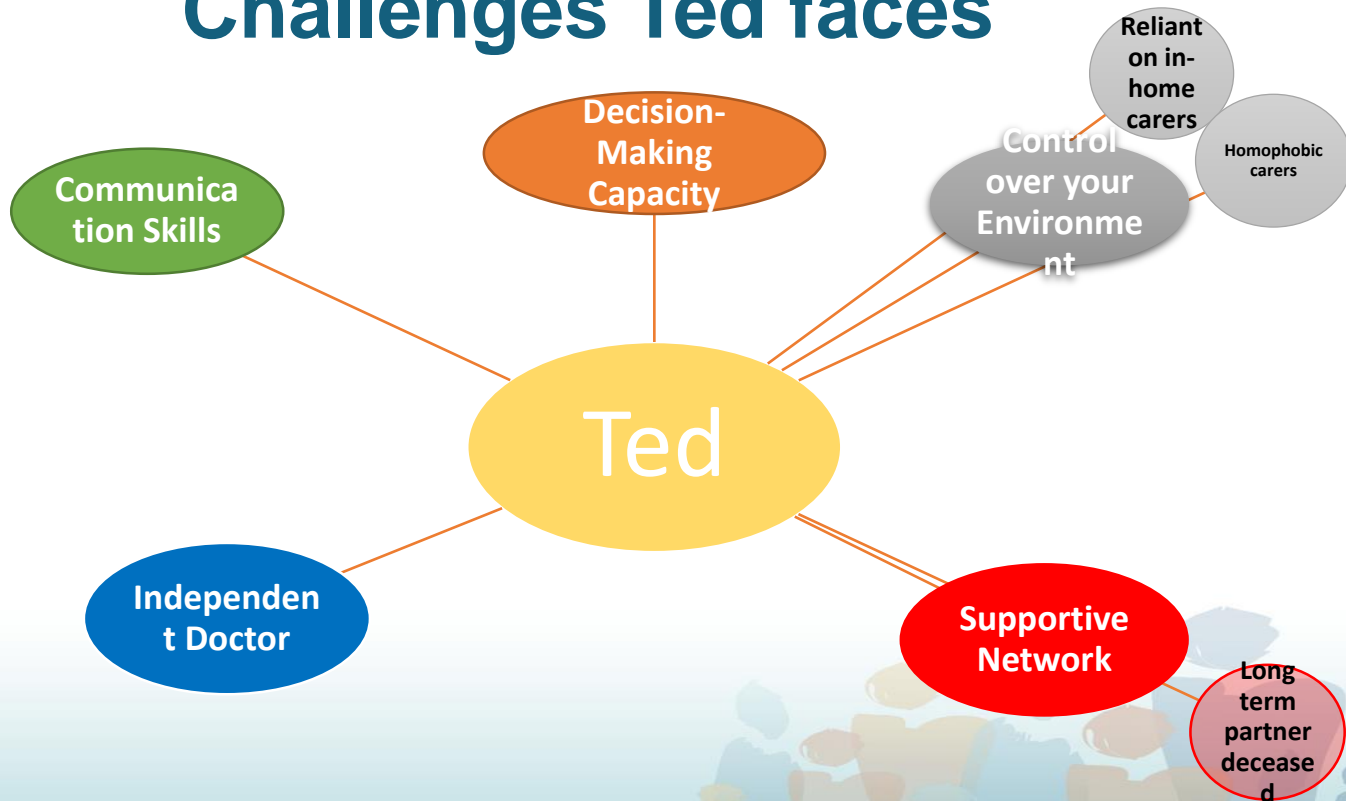 Challenges Ted faces
Reliant
on in-
home
carers
Homophobic
carers
Decision-
Making
Capacity
Control
over your
Environme
nt
Communica
tion Skills
Ted
Independen
t Doctor
Supportive
Network
Long
term
partner
decease
d